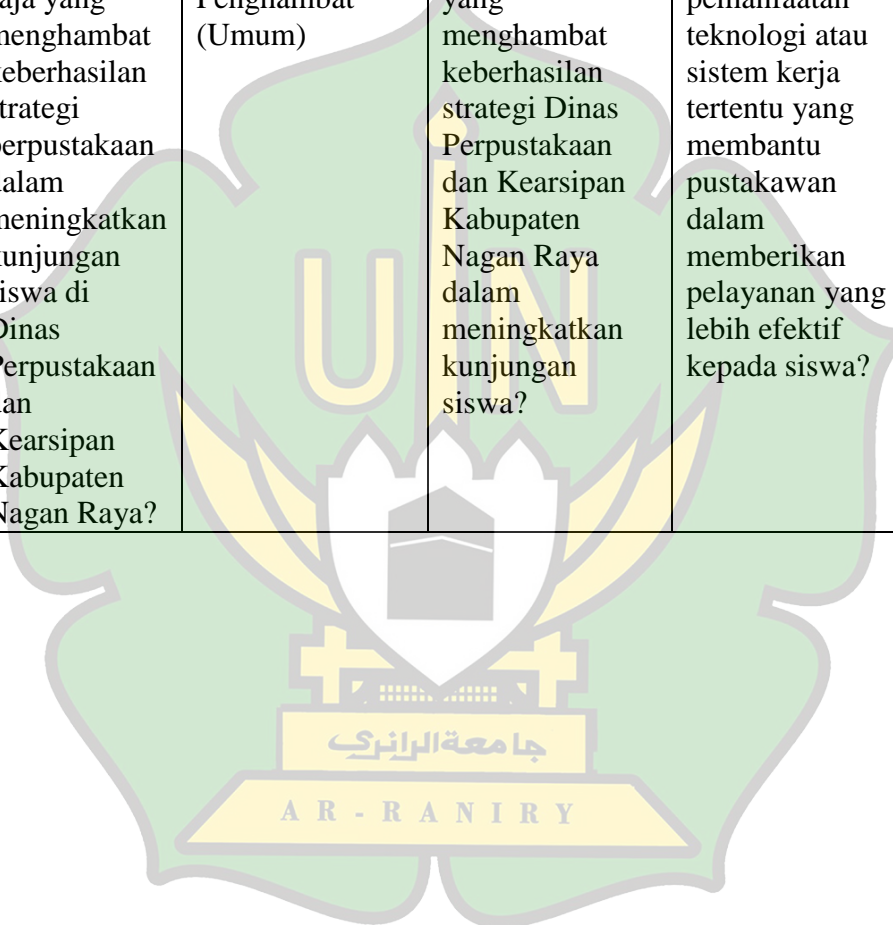 saja yang
menghambat
keberhasilan
strategi
perpustakaan
dalam
meningkatkan
kunjungan
siswa di
Dinas
Perpustakaan
dan
Kearsipan
Kabupaten
Nagan Raya?
Penghambat
(Umum)
yang
menghambat
keberhasilan
strategi Dinas
Perpustakaan
dan Kearsipan
Kabupaten
Nagan Raya
dalam
meningkatkan
kunjungan
siswa?
pemanfaatan
teknologi atau
sistem kerja
tertentu yang
membantu
pustakawan
dalam
memberikan
pelayanan yang
lebih efektif
kepada siswa?
UIN
جامعة الرانري
AR-RANIRY